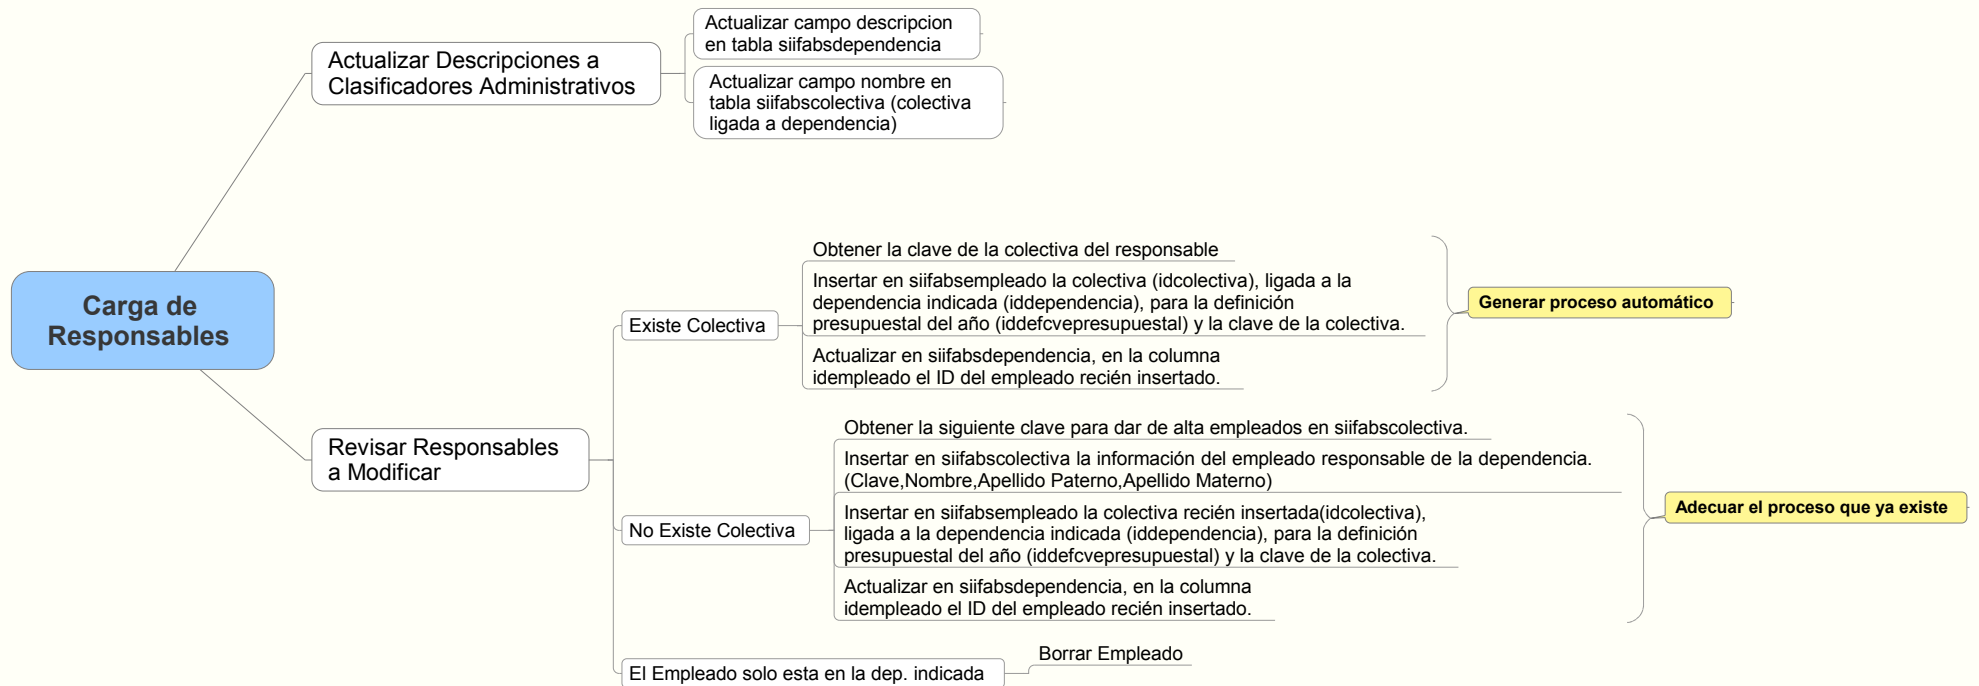 Carga de
Responsables
Actualizar Descripciones a
Clasificadores Administrativos
Actualizar campo descripcion
en tabla siifabsdependencia
Actualizar campo nombre en
tabla siifabscolectiva (colectiva
ligada a dependencia)
Revisar Responsables
a Modificar
Existe Colectiva
Obtener la clave de la colectiva del responsable
Insertar en siifabsempleado la colectiva (idcolectiva), ligada a la
dependencia indicada (iddependencia), para la definición
presupuestal del año (iddefcvepresupuestal) y la clave de la colectiva.
Actualizar en siifabsdependencia, en la columna
idempleado el ID del empleado recién insertado.
Generar proceso automático
No Existe Colectiva
Obtener la siguiente clave para dar de alta empleados en siifabscolectiva.
Insertar en siifabscolectiva la información del empleado responsable de la dependencia.
(Clave,Nombre,Apellido Paterno,Apellido Materno)
Insertar en siifabsempleado la colectiva recién insertada(idcolectiva),
ligada a la dependencia indicada (iddependencia), para la definición
presupuestal del año (iddefcvepresupuestal) y la clave de la colectiva.
Actualizar en siifabsdependencia, en la columna
idempleado el ID del empleado recién insertado.
Adecuar el proceso que ya existe
El Empleado solo esta en la dep. indicada
Borrar Empleado